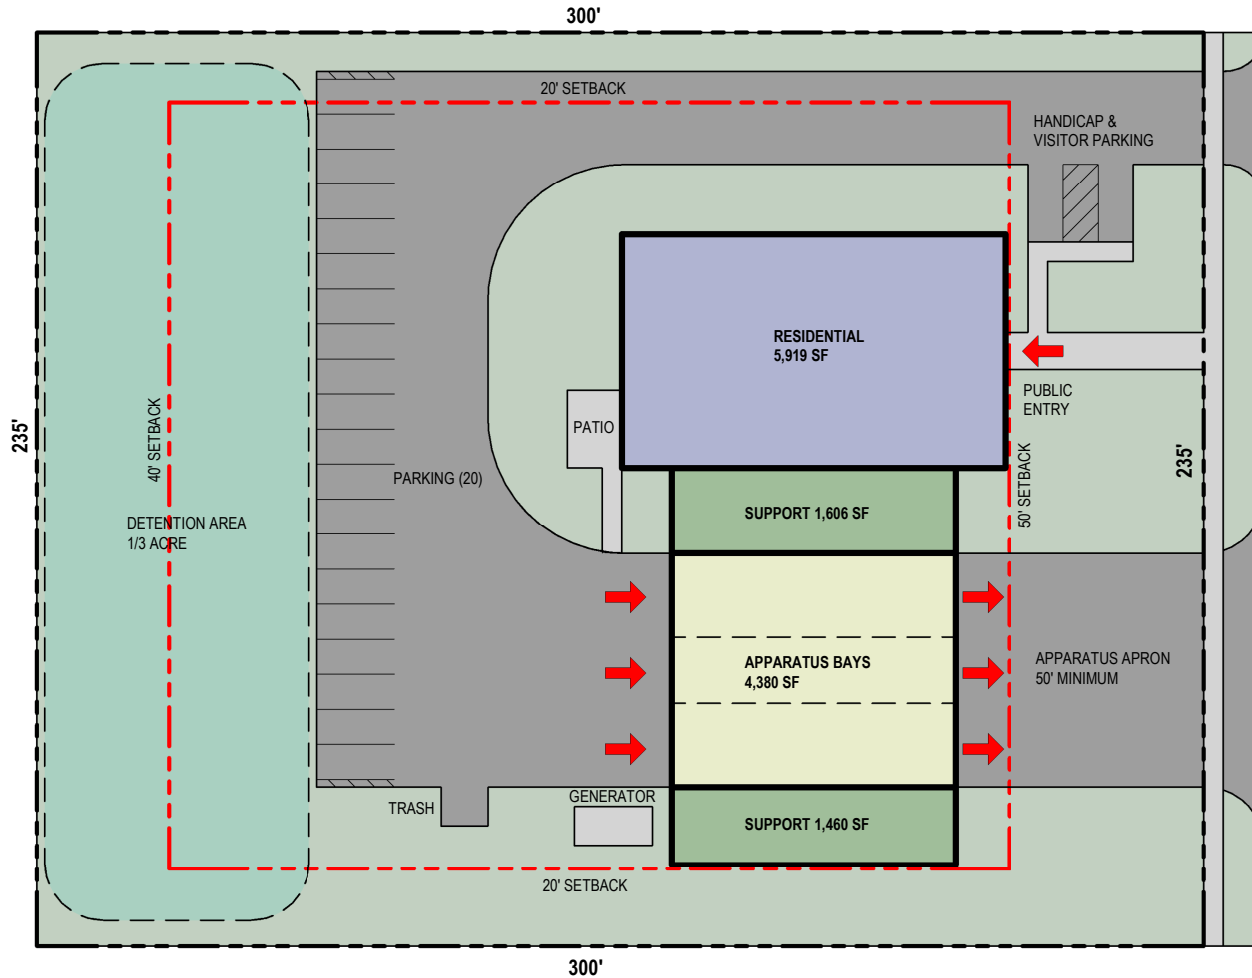 300'
20' SETBACK
HANDICAP &
VISITOR PARKING
RESIDENTIAL
5,919 SF
PUBLIC
ENTRY
235'
40' SETBACK
PATIO
50' SETBACK
235'
PARKING (20)
DETENTION AREA
1/3 ACRE
SUPPORT 1,606 SF
APPARATUS BAYS
4,380 SF
APPARATUS APRON
50' MINIMUM
TRASH
GENERATOR
SUPPORT 1,460 SF
20' SETBACK
300'